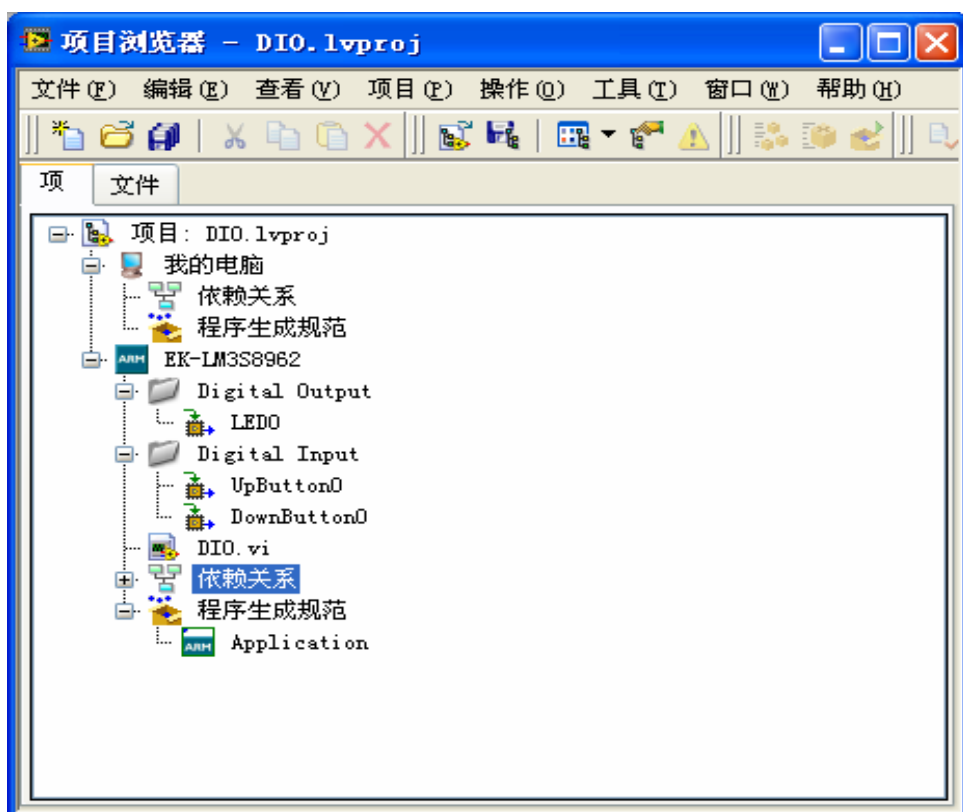 项目浏览器 - DIO.lvproj
文件(F) 编辑(E) 查看(V) 项目(P) 操作(O) 工具(T) 窗口(W) 帮助(H)
项 文件
项目: DIO.lvproj
我的电脑
依赖关系
程序生成规范
ARM EK-LM3S8962
Digital Output
LED0
Digital Input
UpButton0
DownButton0
DIO.vi
依赖关系
程序生成规范
ARM Application